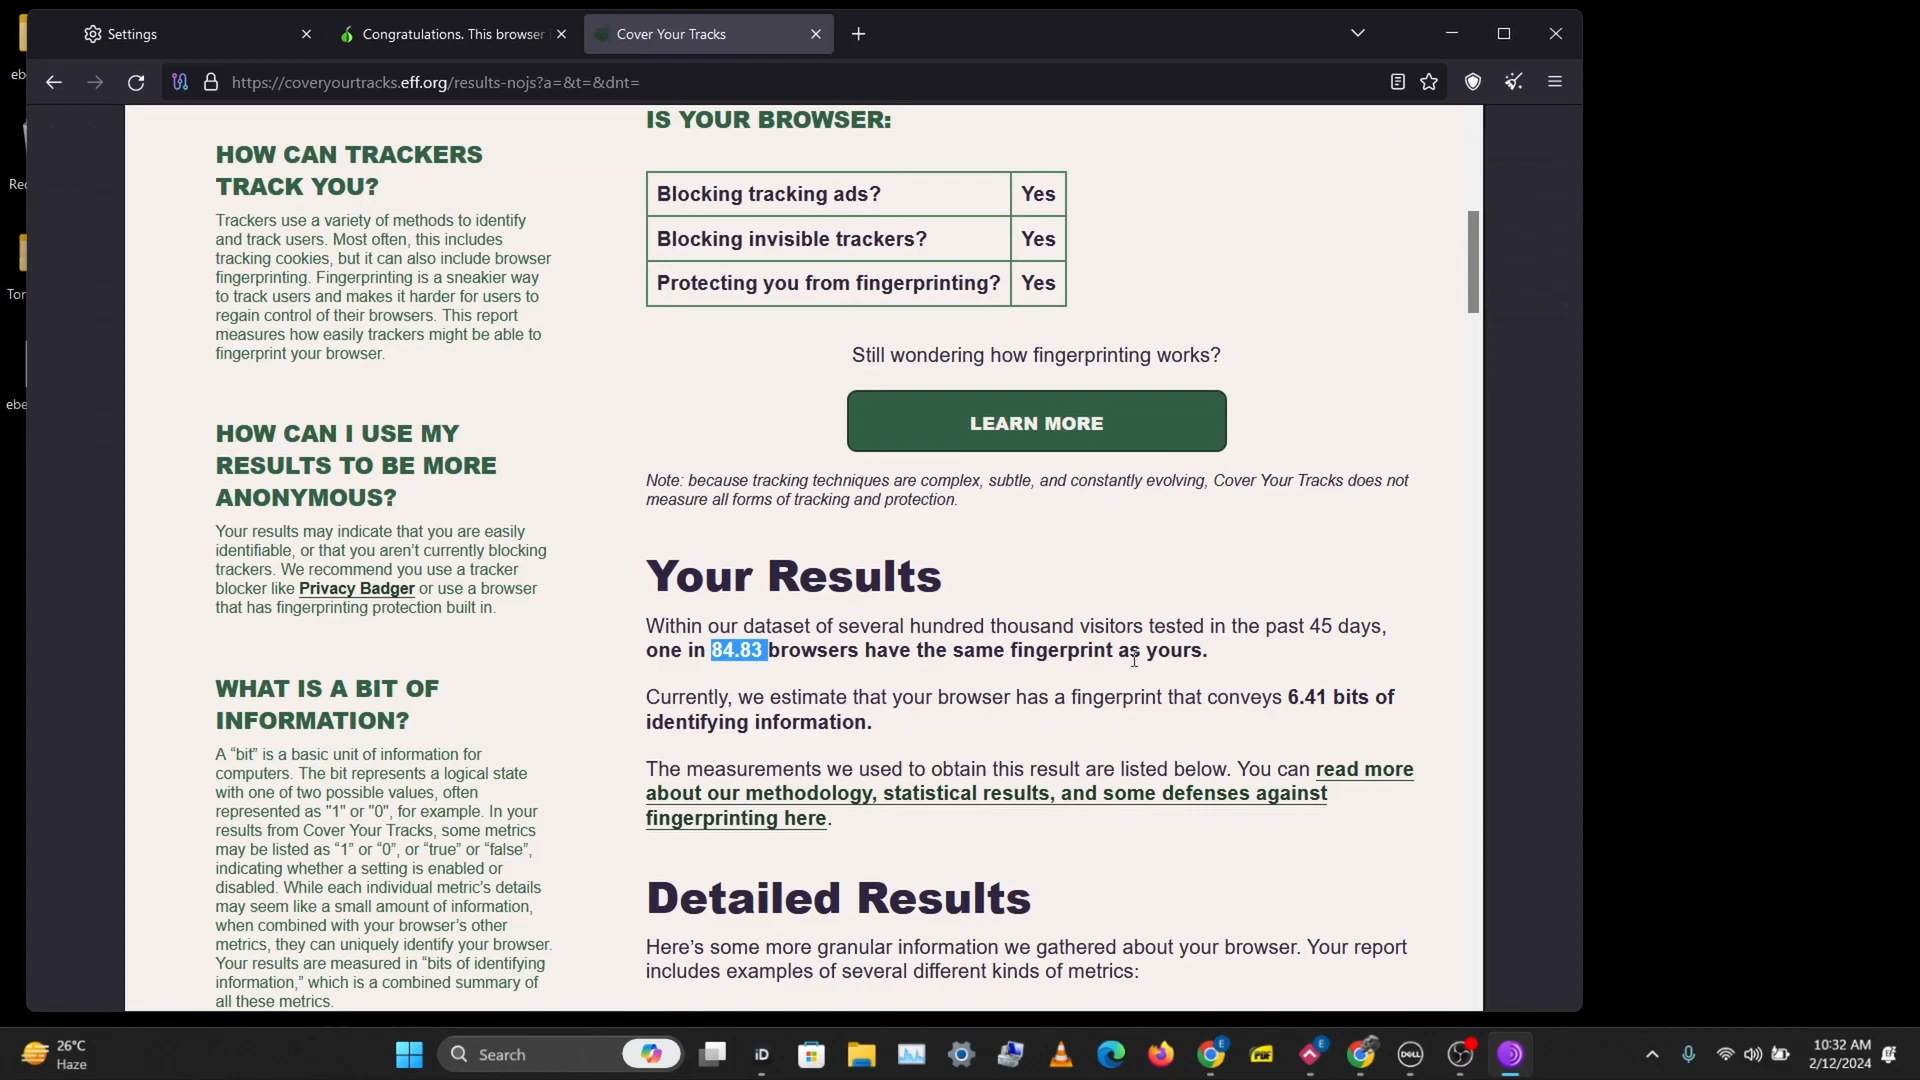 Settings
Congratulations. This browser
Cover Your Tracks
https://coveryourtracks.eff.org/results-nojs?a=&t=&dnt=
HOW CAN TRACKERS
TRACK YOU?
Trackers use a variety of methods to identify
and track users. Most often, this includes
tracking cookies, but it can also include browser
fingerprinting. Fingerprinting is a sneakier way
to track users and makes it harder for users to
regain control of their browsers. This report
measures how easily trackers might be able to
fingerprint your browser.
HOW CAN I USE MY
RESULTS TO BE MORE
ANONYMOUS?
Your results may indicate that you are easily
identifiable, or that you aren’t currently blocking
trackers. We recommend you use a tracker
blocker like Privacy Badger or use a browser
that has fingerprinting protection built in.
WHAT IS A BIT OF
INFORMATION?
A “bit” is a basic unit of information for
computers. The bit represents a logical state
with one of two possible values, often
represented as "1" or "0", for example. In your
results from Cover Your Tracks, some metrics
may be listed as “1” or “0”, or “true” or “false”,
indicating whether a setting is enabled or
disabled. While each individual metric’s details
may seem like a small amount of information,
when combined with your browser’s other
metrics, they can uniquely identify your browser.
Your results are measured in “bits of identifying
information,” which is a combined summary of
all these metrics.
IS YOUR BROWSER:
Blocking tracking ads? Yes
Blocking invisible trackers? Yes
Protecting you from fingerprinting? Yes
Still wondering how fingerprinting works?
LEARN MORE
Note: because tracking techniques are complex, subtle, and constantly evolving, Cover Your Tracks does not
measure all forms of tracking and protection.
Your Results
Within our dataset of several hundred thousand visitors tested in the past 45 days,
one in 84.83 browsers have the same fingerprint as yours.
Currently, we estimate that your browser has a fingerprint that conveys 6.41 bits of
identifying information.
The measurements we used to obtain this result are listed below. You can read more
about our methodology, statistical results, and some defenses against
fingerprinting here.
Detailed Results
Here’s some more granular information we gathered about your browser. Your report
includes examples of several different kinds of metrics:
eb
Rec
Tor
ebe
26°C
Haze
Search
iD
PDF
DELL
10:32 AM
2/12/2024